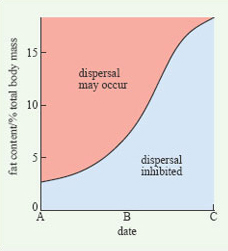 fat content/% total body mass
15
10
5
0
dispersal
may occur
dispersal
inhibited
A
B
C
date